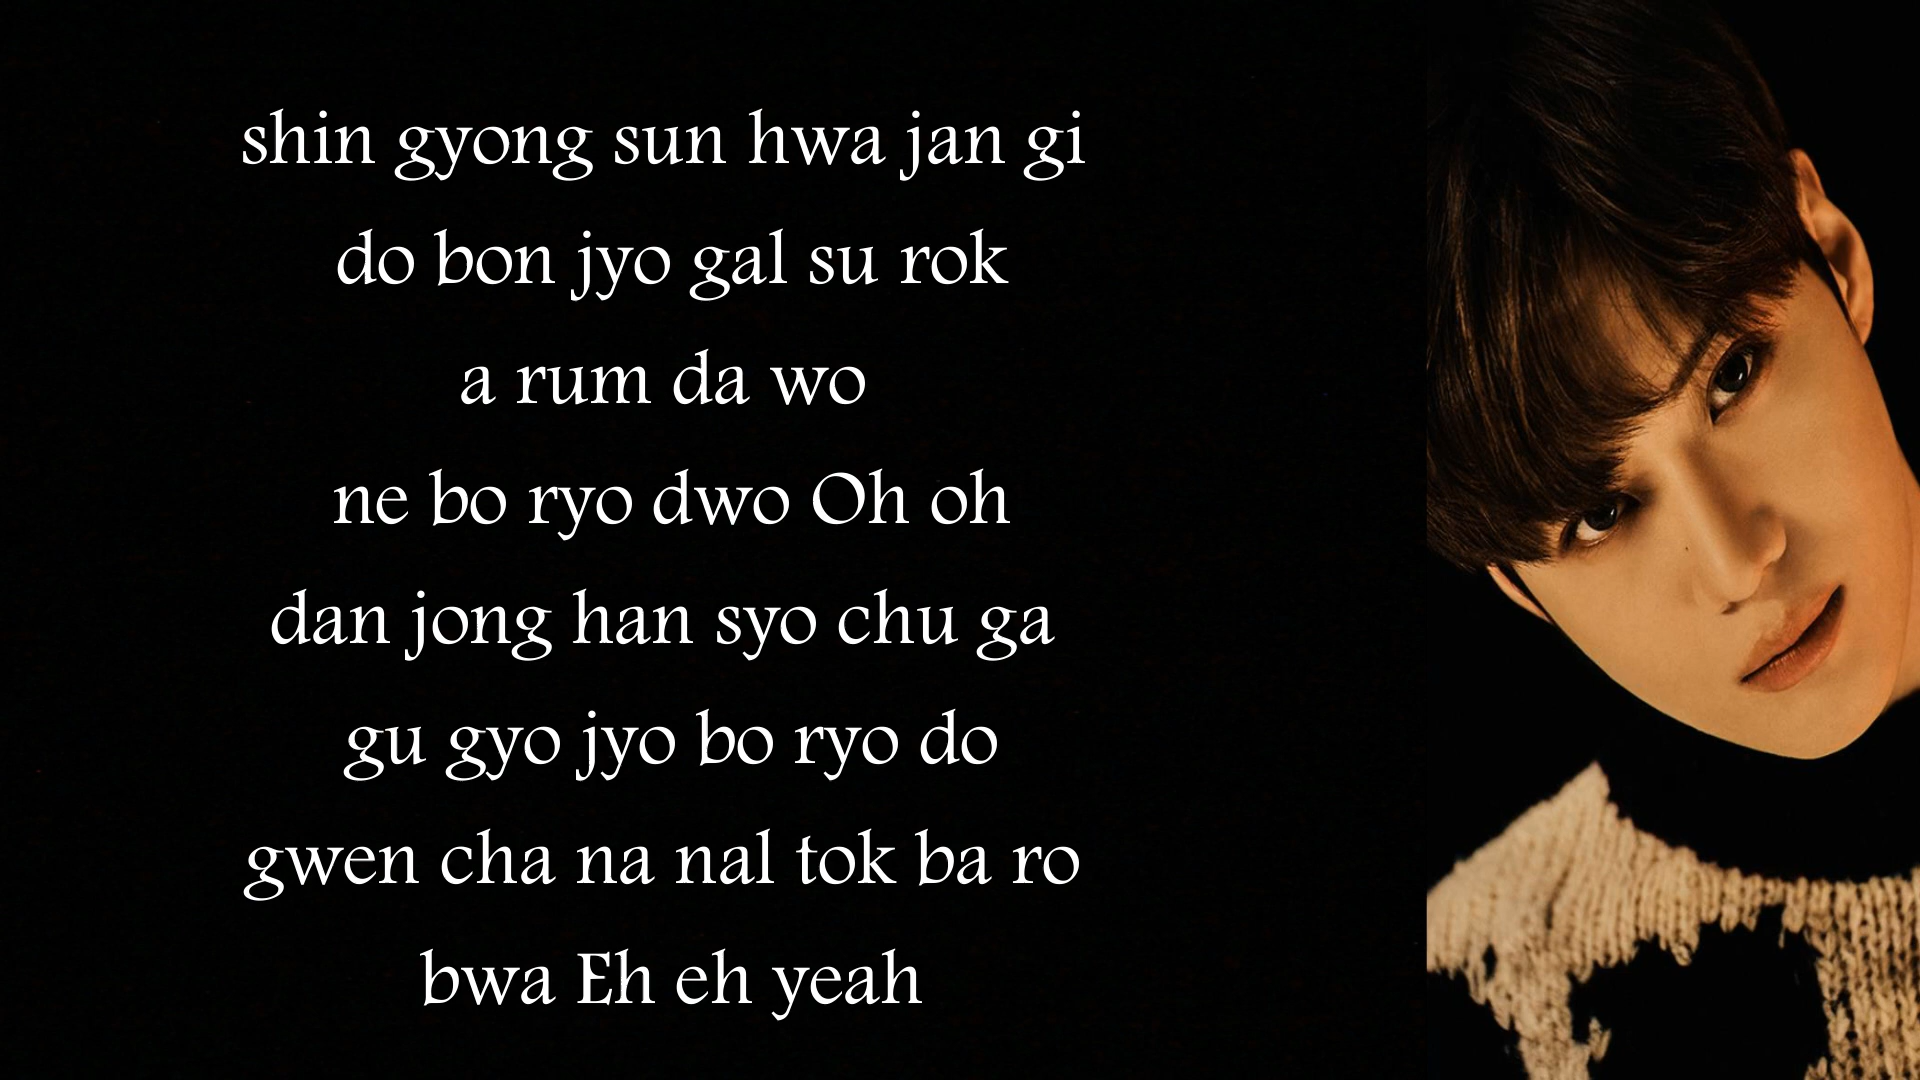 shin gyong sun hwa jan gi
do bon jyo gal su rok
a rum da wo
ne bo ryo dwo Oh oh
dan jong han syo chu ga
gu gyo jyo bo ryo do
gwen cha na nal tok ba ro
bwa Eh eh yeah